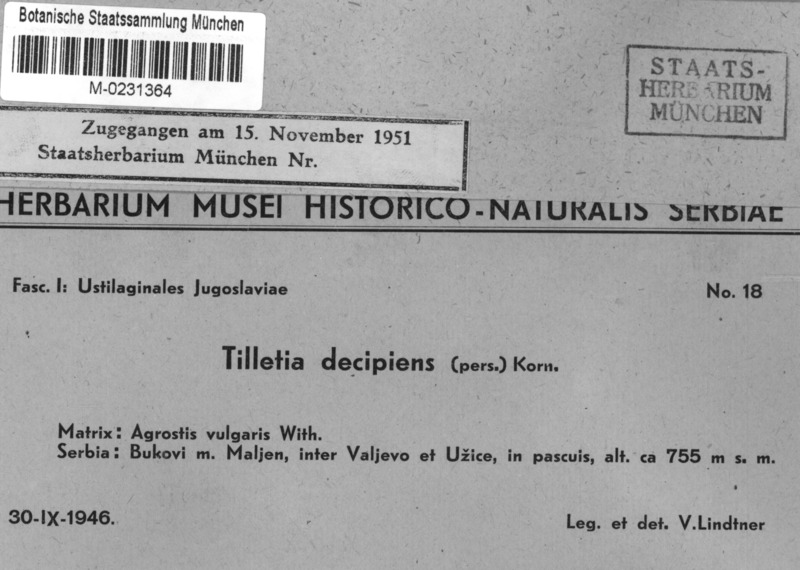 Botanische Staatssammlung München
M-0231364
STAATS-
HERBARIUM
MÜNCHEN
Zugegangen am 15. November 1951
Staatsherbarium München Nr.
HERBARIUM MUSEI HISTORICO-NATURALIS SERBIAE
Fasc. I: Ustilaginales Jugoslaviae
No. 18
Tilletia decipiens (pers.) Korn.
Matrix: Agrostis vulgaris With.
Serbia: Bukovi m. Maljen, inter Valjevo et Užice, in pascuis, alt. ca 755 m s. m.
30-IX-1946.
Leg. et det. V.Lindtner